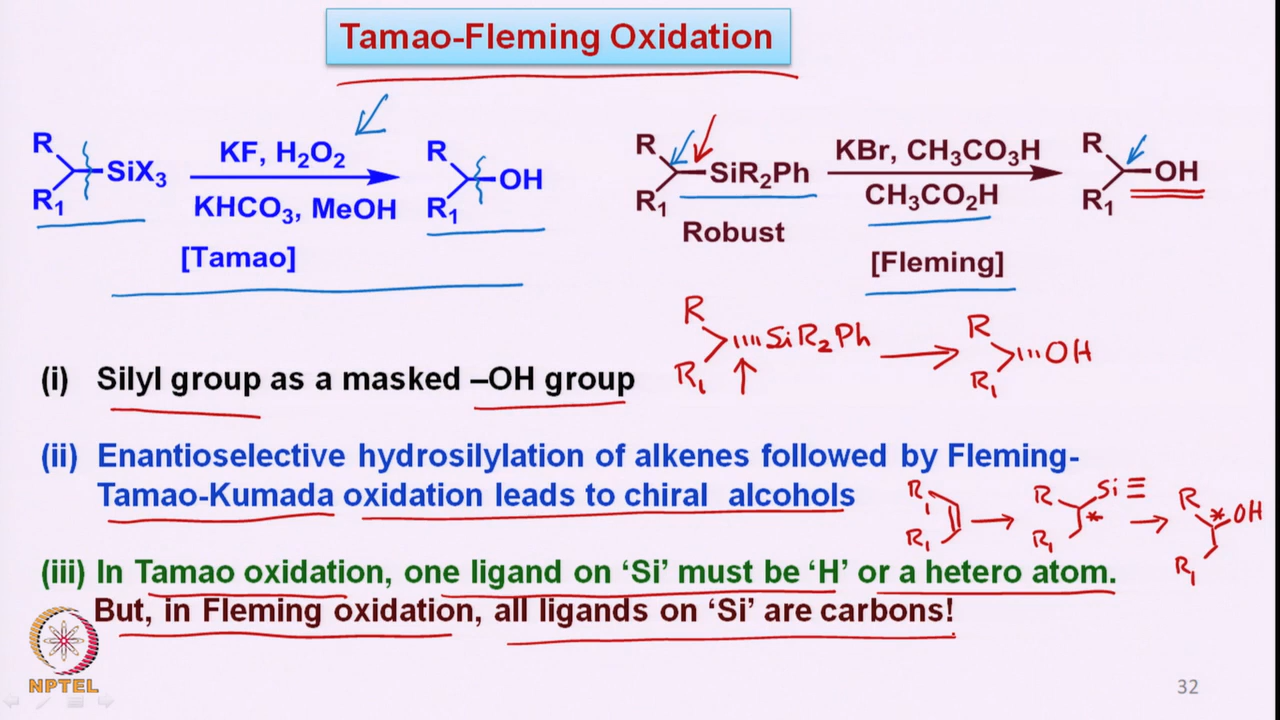 Tamao-Fleming Oxidation
R
R₁
SiX₃
KF, H₂O₂
KHCO₃, MeOH
[Tamao]
R
R₁
OH
R
R₁
SiR₂Ph
Robust
KBr, CH₃CO₃H
CH₃CO₂H
[Fleming]
R
R₁
OH
R
R₁
SiR₂Ph
R
R₁
OH
(i) Silyl group as a masked –OH group
(ii) Enantioselective hydrosilylation of alkenes followed by Fleming-
Tamao-Kumada oxidation leads to chiral alcohols
R₁
R₁
R
R₁
Si
*
R
R₁
*
OH
(iii) In Tamao oxidation, one ligand on ‘Si’ must be ‘H’ or a hetero atom.
But, in Fleming oxidation, all ligands on ‘Si’ are carbons!
NPTEL
32